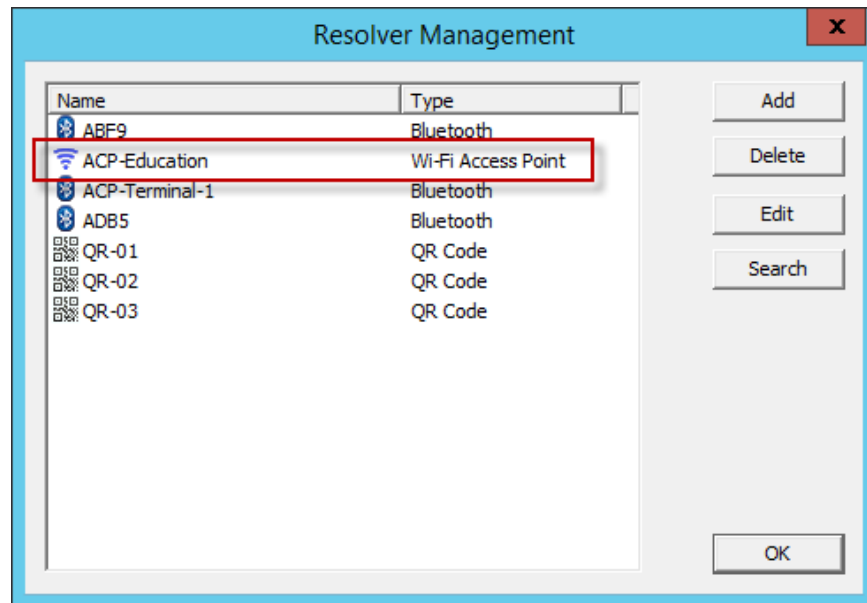 Resolver Management
x
Name Type
ABF9 Bluetooth
ACP-Education Wi-Fi Access Point
ACP-Terminal-1 Bluetooth
ADB5 Bluetooth
QR-01 QR Code
QR-02 QR Code
QR-03 QR Code
Add
Delete
Edit
Search
OK